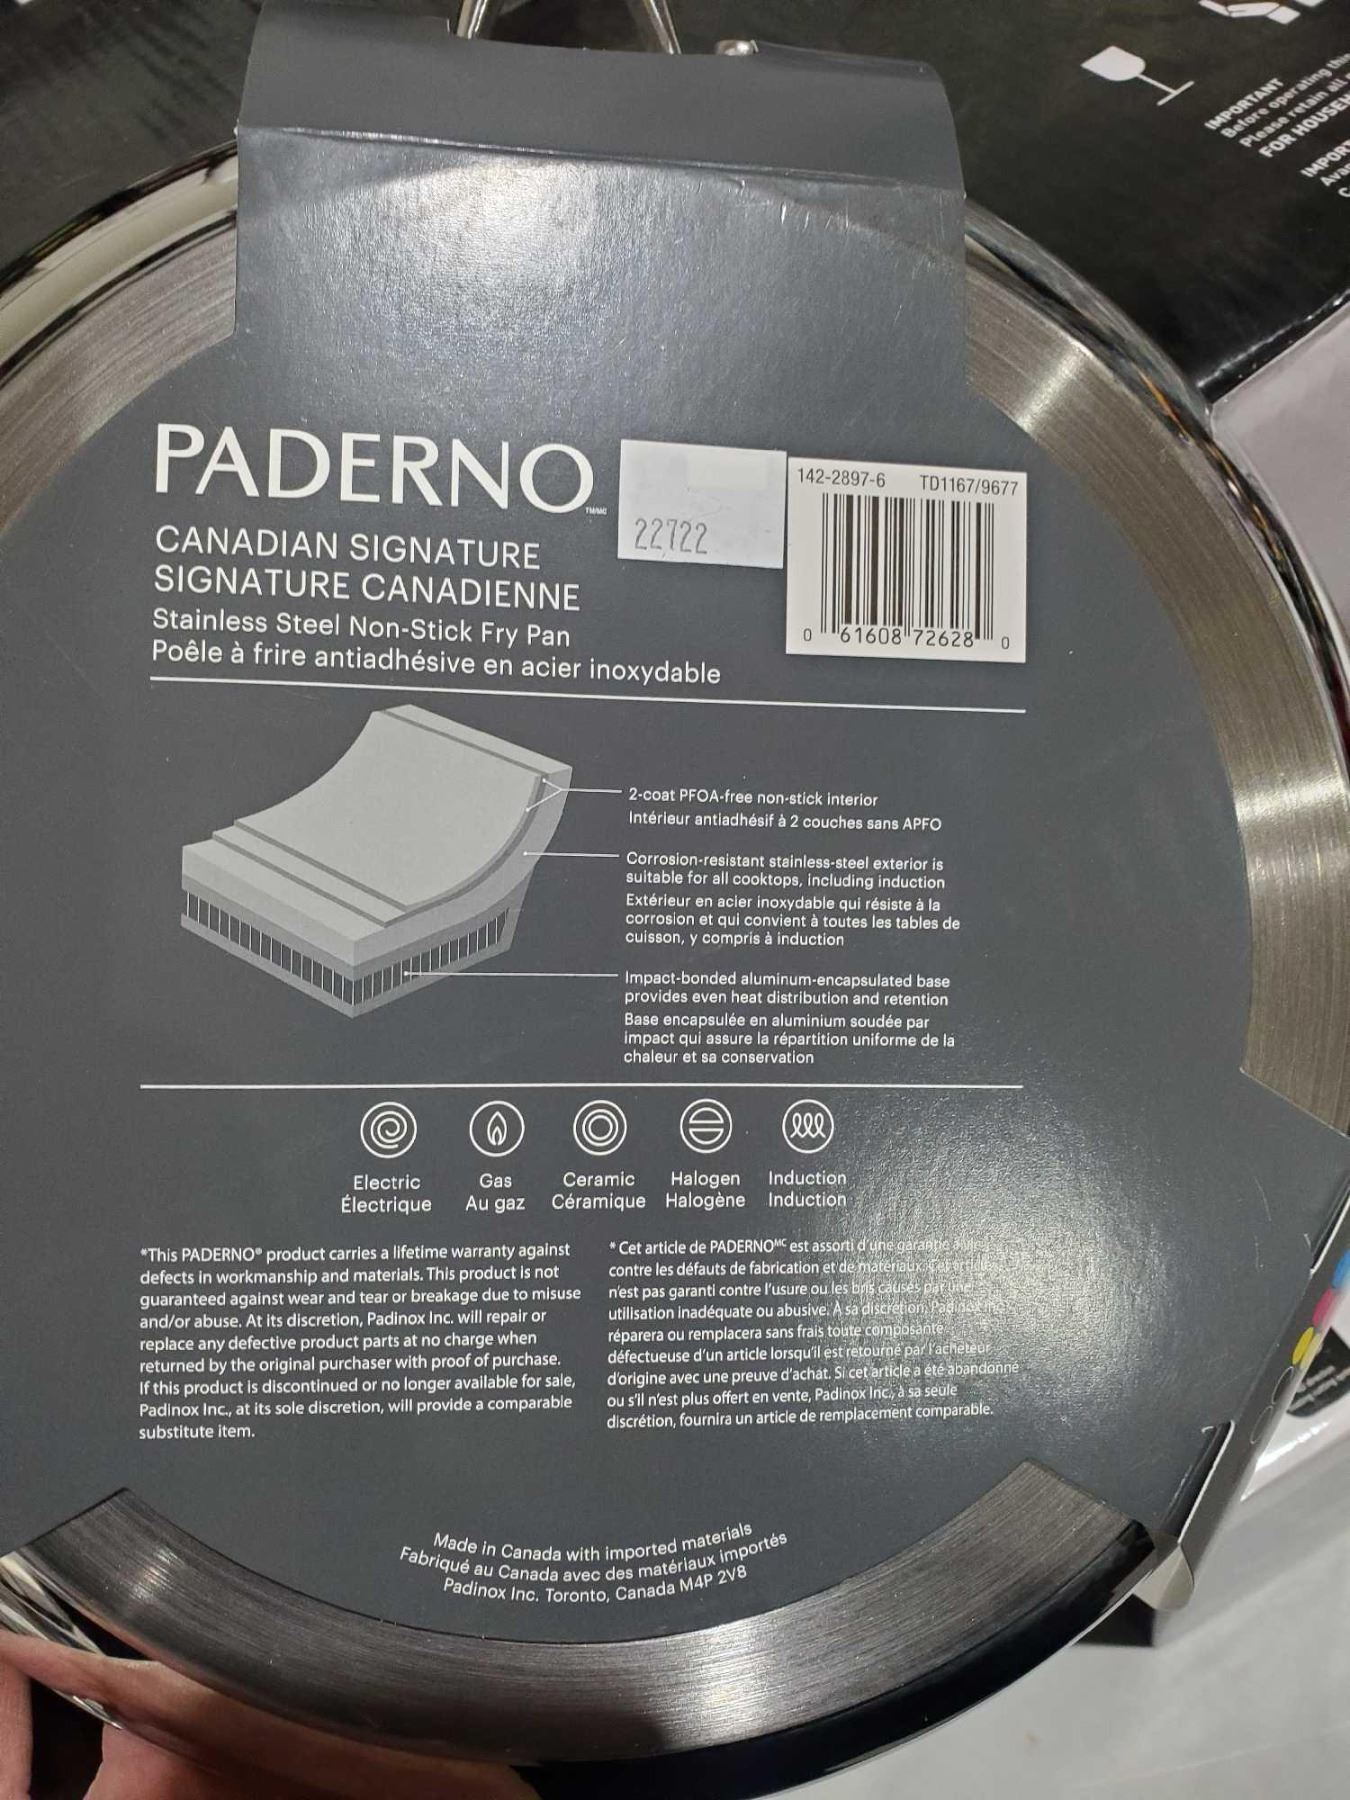 IMPORTANT
Before operating
Please retain all
FOR
PADERNO
TM/MC
CANADIAN SIGNATURE
SIGNATURE CANADIENNE
Stainless Steel Non-Stick Fry Pan
Poêle à frire antiadhésive en acier inoxydable
22722
142-2897-6 TD1167/9677
0 61608 72628 0
2-coat PFOA-free non-stick interior
Intérieur antiadhésif à 2 couches sans APFO
Corrosion-resistant stainless-steel exterior is
suitable for all cooktops, including induction
Extérieur en acier inoxydable qui résiste à la
corrosion et qui convient à toutes les tables de
cuisson, y compris à induction
Impact-bonded aluminum-encapsulated base
provides even heat distribution and retention
Base encapsulée en aluminium soudée par
impact qui assure la répartition uniforme de la
chaleur et sa conservation
Electric Gas Ceramic Halogen Induction
Électrique Au gaz Céramique Halogène Induction
*This PADERNO® product carries a lifetime warranty against
defects in workmanship and materials. This product is not
guaranteed against wear and tear or breakage due to misuse
and/or abuse. At its discretion, Padinox Inc. will repair or
replace any defective product parts at no charge when
returned by the original purchaser with proof of purchase.
If this product is discontinued or no longer available for sale,
Padinox Inc., at its sole discretion, will provide a comparable
substitute item.
* Cet article de PADERNOMC est assorti d'une garantie
contre les défauts de fabrication et de matériaux. Cet article
n'est pas garanti contre l'usure ou les bris causés par une
utilisation inadéquate ou abusive. À sa discrétion, Padinox Inc.
réparera ou remplacera sans frais toute composante
défectueuse d'un article lorsqu'il est retourné par l'acheteur
d'origine avec une preuve d'achat. Si cet article a été abandonné
ou s'il n'est plus offert en vente, Padinox Inc., à sa seule
discrétion, fournira un article de remplacement comparable.
Made in Canada with imported materials
Fabriqué au Canada avec des matériaux importés
Padinox Inc. Toronto, Canada M4P 2V8